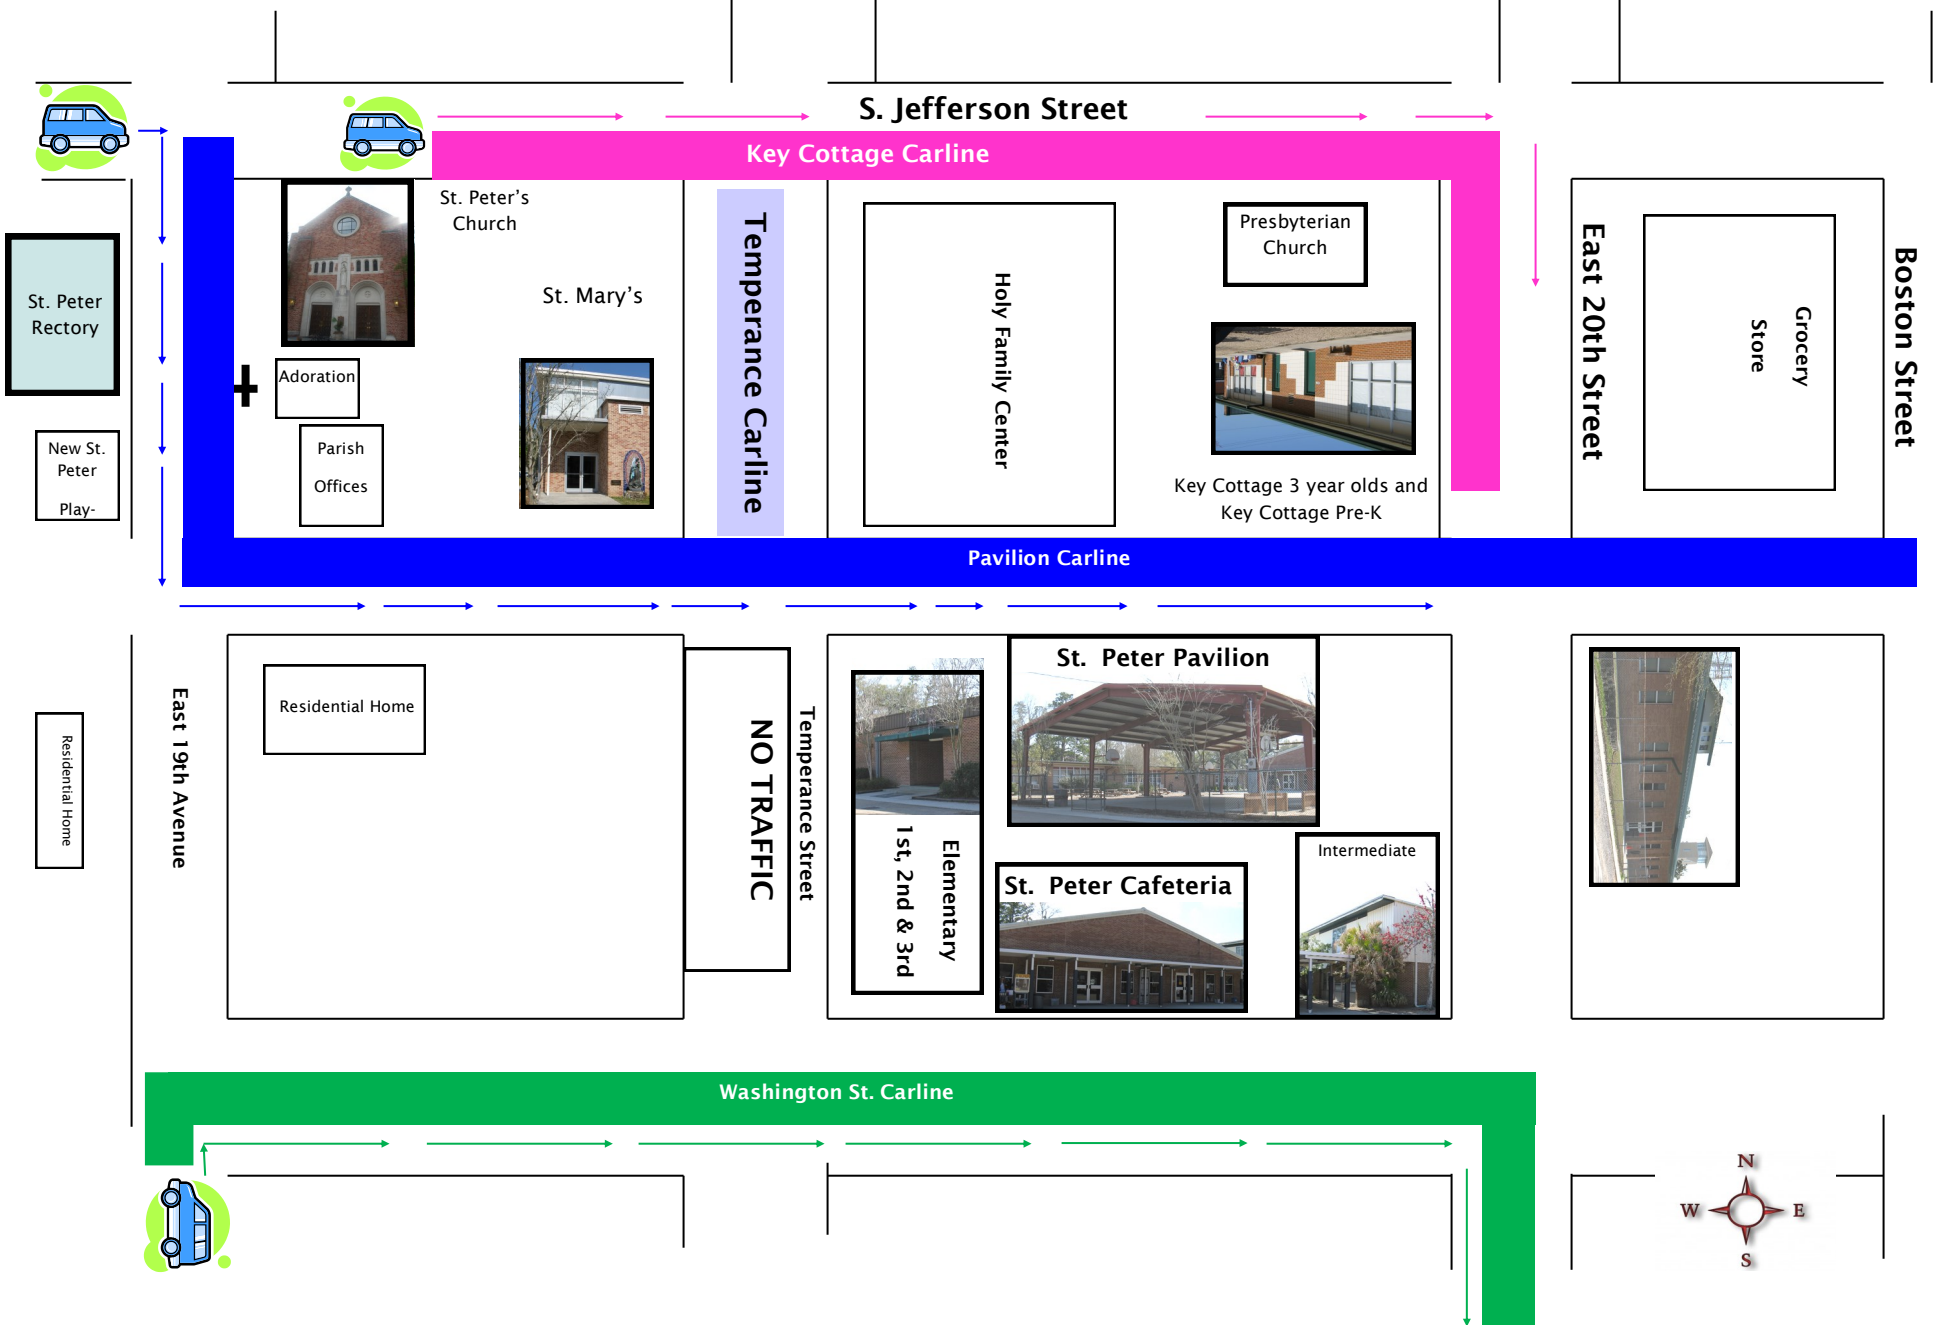 S. Jefferson Street
Key Cottage Carline
St. Peter's
Church
St. Mary's
Temperance Carline
Holy Family Center
Presbyterian
Church
East 20th Street
Grocery
Store
Boston Street
St. Peter
Rectory
Adoration
Parish
Offices
New St.
Peter
Play-
Key Cottage 3 year olds and
Key Cottage Pre-K
Pavilion Carline
Residential Home
East 19th Avenue
Residential Home
NO TRAFFIC
Temperance Street
Elementary
1st, 2nd & 3rd
St. Peter Pavilion
St. Peter Cafeteria
Intermediate
Washington St. Carline
N
W
E
S